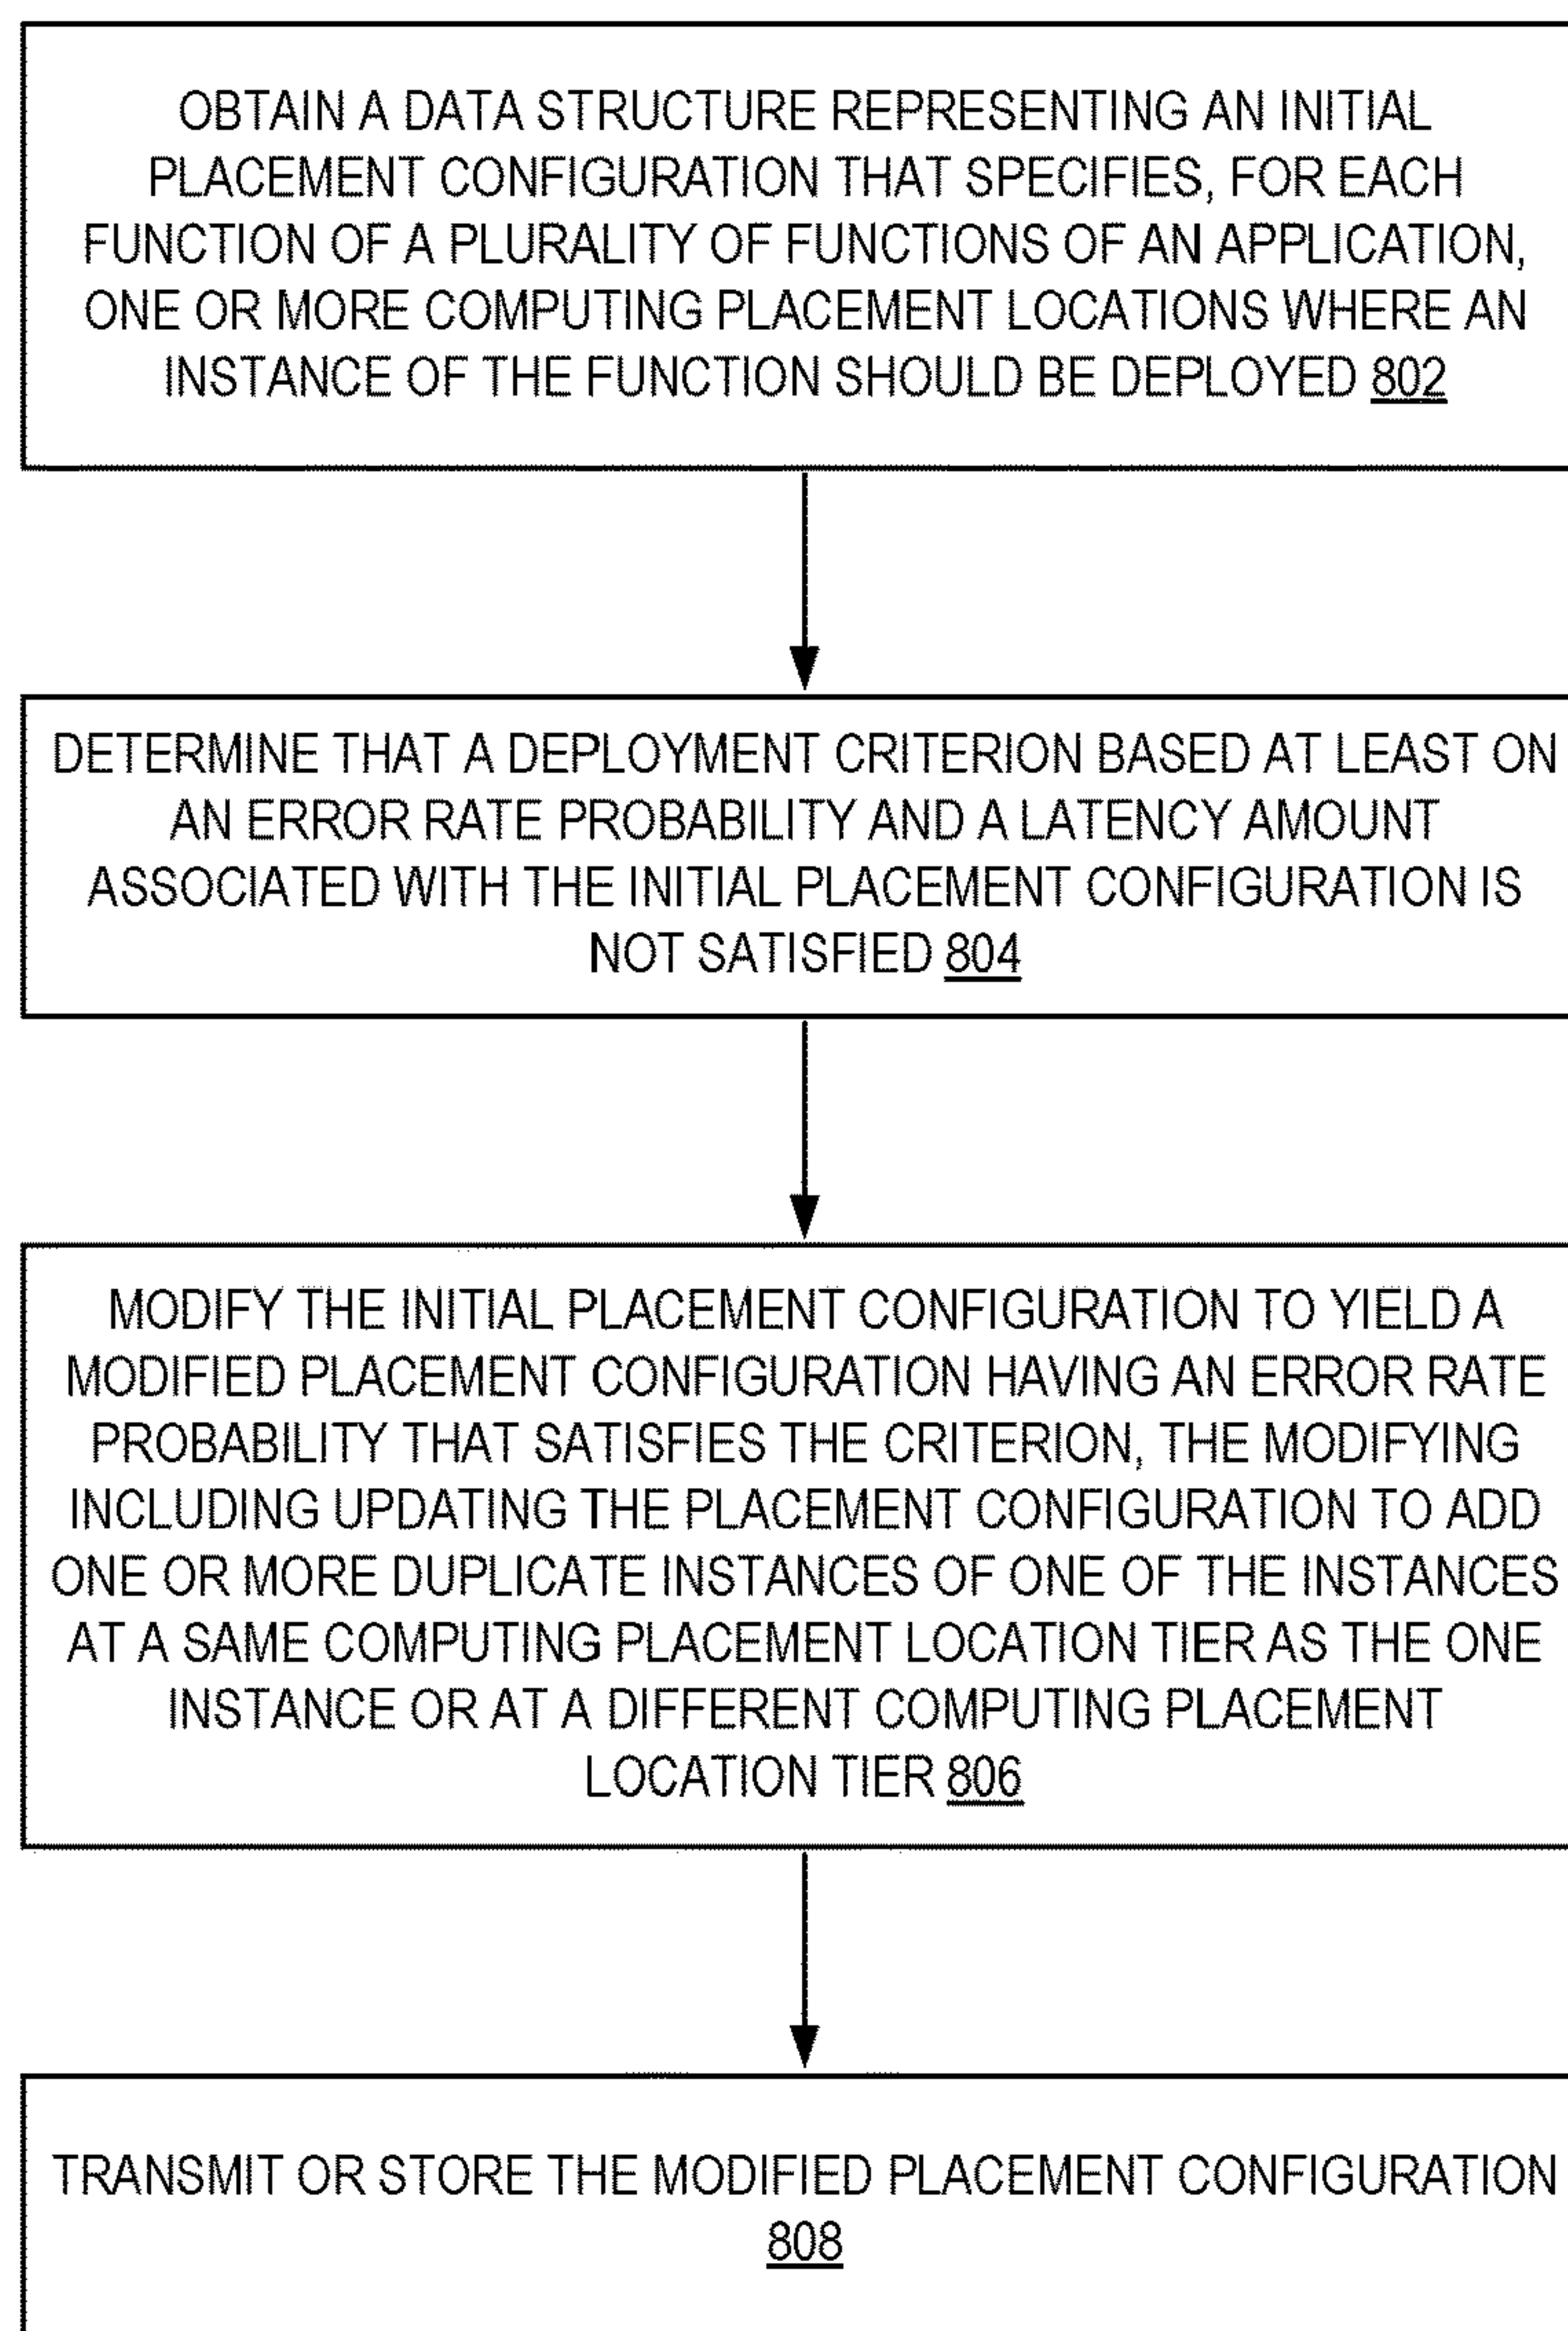 OBTAIN A DATA STRUCTURE REPRESENTING AN INITIAL
PLACEMENT CONFIGURATION THAT SPECIFIES, FOR EACH
FUNCTION OF A PLURALITY OF FUNCTIONS OF AN APPLICATION,
ONE OR MORE COMPUTING PLACEMENT LOCATIONS WHERE AN
INSTANCE OF THE FUNCTION SHOULD BE DEPLOYED 802
DETERMINE THAT A DEPLOYMENT CRITERION BASED AT LEAST ON
AN ERROR RATE PROBABILITY AND A LATENCY AMOUNT
ASSOCIATED WITH THE INITIAL PLACEMENT CONFIGURATION IS
NOT SATISFIED 804
MODIFY THE INITIAL PLACEMENT CONFIGURATION TO YIELD A
MODIFIED PLACEMENT CONFIGURATION HAVING AN ERROR RATE
PROBABILITY THAT SATISFIES THE CRITERION, THE MODIFYING
INCLUDING UPDATING THE PLACEMENT CONFIGURATION TO ADD
ONE OR MORE DUPLICATE INSTANCES OF ONE OF THE INSTANCES
AT A SAME COMPUTING PLACEMENT LOCATION TIER AS THE ONE
INSTANCE OR AT A DIFFERENT COMPUTING PLACEMENT
LOCATION TIER 806
TRANSMIT OR STORE THE MODIFIED PLACEMENT CONFIGURATION
808